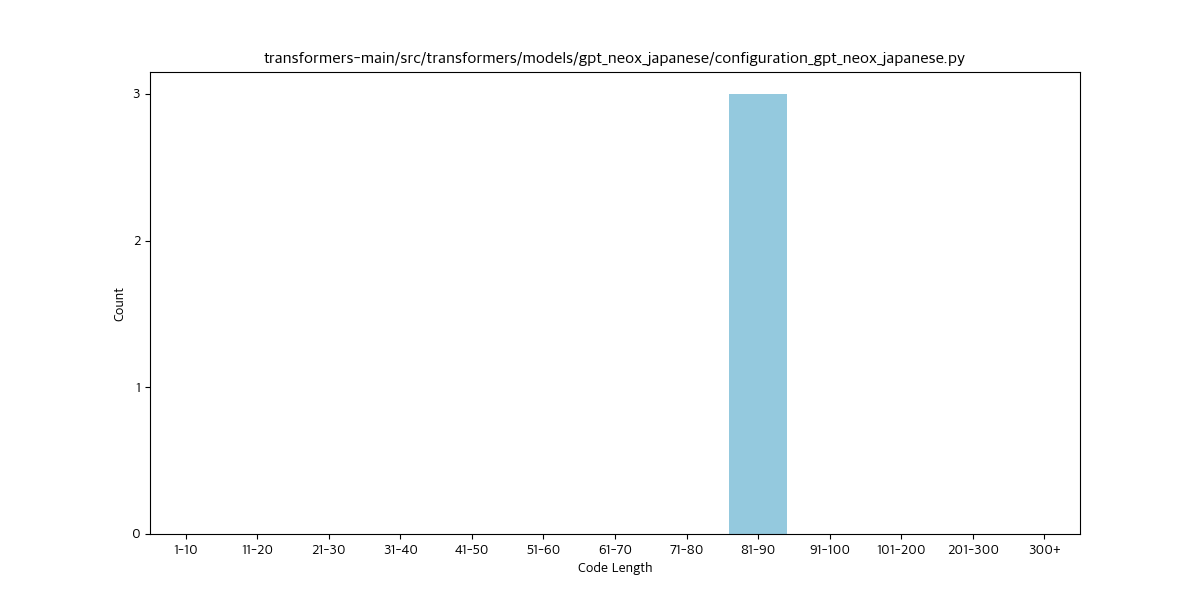 transformers-main/src/transformers/models/gpt_neox_japanese/configuration_gpt_neox_japanese.py
3
2
1
0
Count
1-10 11-20 21-30 31-40 41-50 51-60 61-70 71-80 81-90 91-100 101-200 201-300 300+
Code Length